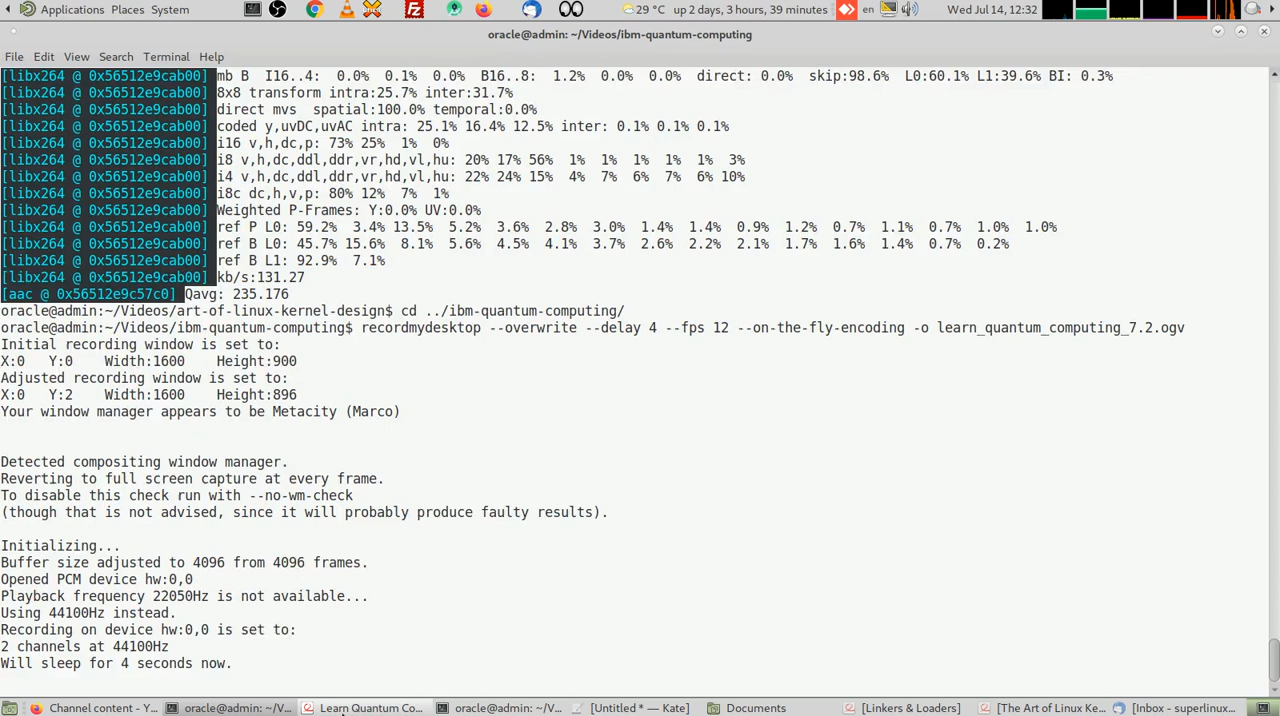 Applications Places System 29 °C up 2 days, 3 hours, 39 minutes en Wed Jul 14, 12:32
oracle@admin: ~/Videos/ibm-quantum-computing
File Edit View Search Terminal Help
[libx264 @ 0x56512e9cab00] mb B  I16..4:  0.0%  0.1%  0.0%  B16..8:  1.2%  0.0%  0.0%  direct: 0.0%  skip:98.6%  L0:60.1% L1:39.6% BI: 0.3%
[libx264 @ 0x56512e9cab00] 8x8 transform intra:25.7% inter:31.7%
[libx264 @ 0x56512e9cab00] direct mvs  spatial:100.0% temporal:0.0%
[libx264 @ 0x56512e9cab00] coded y,uvDC,uvAC intra: 25.1% 16.4% 12.5% inter: 0.1% 0.1% 0.1%
[libx264 @ 0x56512e9cab00] i16 v,h,dc,p: 73% 25%  1%  0%
[libx264 @ 0x56512e9cab00] i8 v,h,dc,ddl,ddr,vr,hd,vl,hu: 20% 17% 56%  1%  1%  1%  1%  1%  3%
[libx264 @ 0x56512e9cab00] i4 v,h,dc,ddl,ddr,vr,hd,vl,hu: 22% 24% 15%  4%  7%  6%  7%  6% 10%
[libx264 @ 0x56512e9cab00] i8c dc,h,v,p: 80% 12%  7%  1%
[libx264 @ 0x56512e9cab00] Weighted P-Frames: Y:0.0% UV:0.0%
[libx264 @ 0x56512e9cab00] ref P L0: 59.2%  3.4% 13.5%  5.2%  3.6%  2.8%  3.0%  1.4%  1.4%  0.9%  1.2%  0.7%  1.1%  0.7%  1.0%  1.0%
[libx264 @ 0x56512e9cab00] ref B L0: 45.7% 15.6%  8.1%  5.6%  4.5%  4.1%  3.7%  2.6%  2.2%  2.1%  1.7%  1.6%  1.4%  0.7%  0.2%
[libx264 @ 0x56512e9cab00] ref B L1: 92.9%  7.1%
[libx264 @ 0x56512e9cab00] kb/s:131.27
[aac @ 0x56512e9c57c0] Qavg: 235.176
oracle@admin:~/Videos/art-of-linux-kernel-design$ cd ../ibm-quantum-computing/
oracle@admin:~/Videos/ibm-quantum-computing$ recordmydesktop --overwrite --delay 4 --fps 12 --on-the-fly-encoding -o learn_quantum_computing_7.2.ogv
Initial recording window is set to:
X:0   Y:0    Width:1600    Height:900
Adjusted recording window is set to:
X:0   Y:2    Width:1600    Height:896
Your window manager appears to be Metacity (Marco)
Detected compositing window manager.
Reverting to full screen capture at every frame.
To disable this check run with --no-wm-check
(though that is not advised, since it will probably produce faulty results).
Initializing...
Buffer size adjusted to 4096 from 4096 frames.
Opened PCM device hw:0,0
Playback frequency 22050Hz is not available...
Using 44100Hz instead.
Recording on device hw:0,0 is set to:
2 channels at 44100Hz
Will sleep for 4 seconds now.
Channel content - Y... oracle@admin: ~/V... Learn Quantum Co... oracle@admin: ~/V... [Untitled * — Kate] Documents [Linkers & Loaders] [The Art of Linux Ke... [Inbox - superlinux...